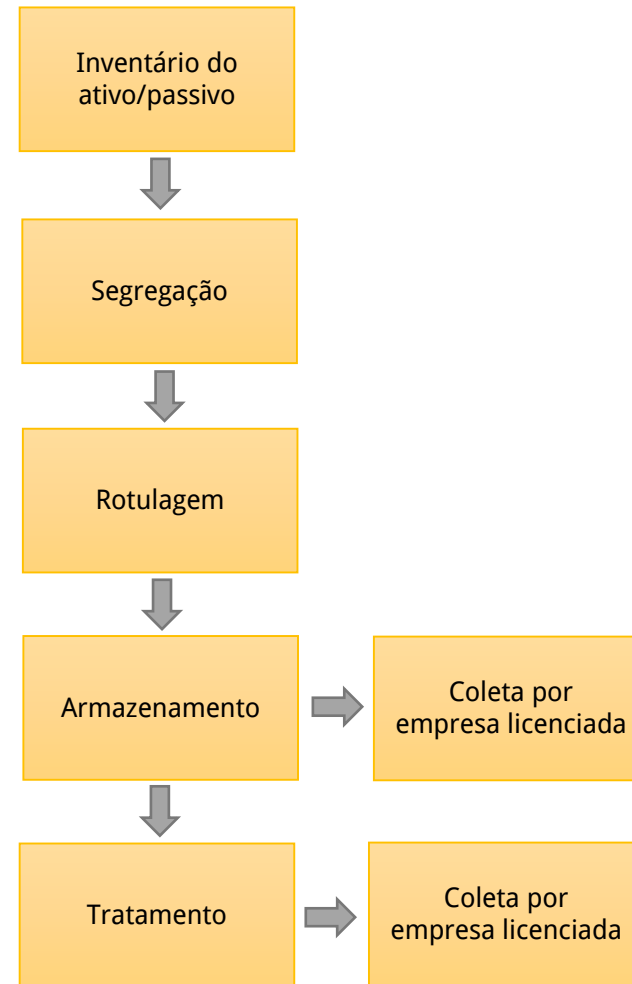 Inventário do
ativo/passivo
Segregação
Rotulagem
Armazenamento
Coleta por
empresa licenciada
Tratamento
Coleta por
empresa licenciada